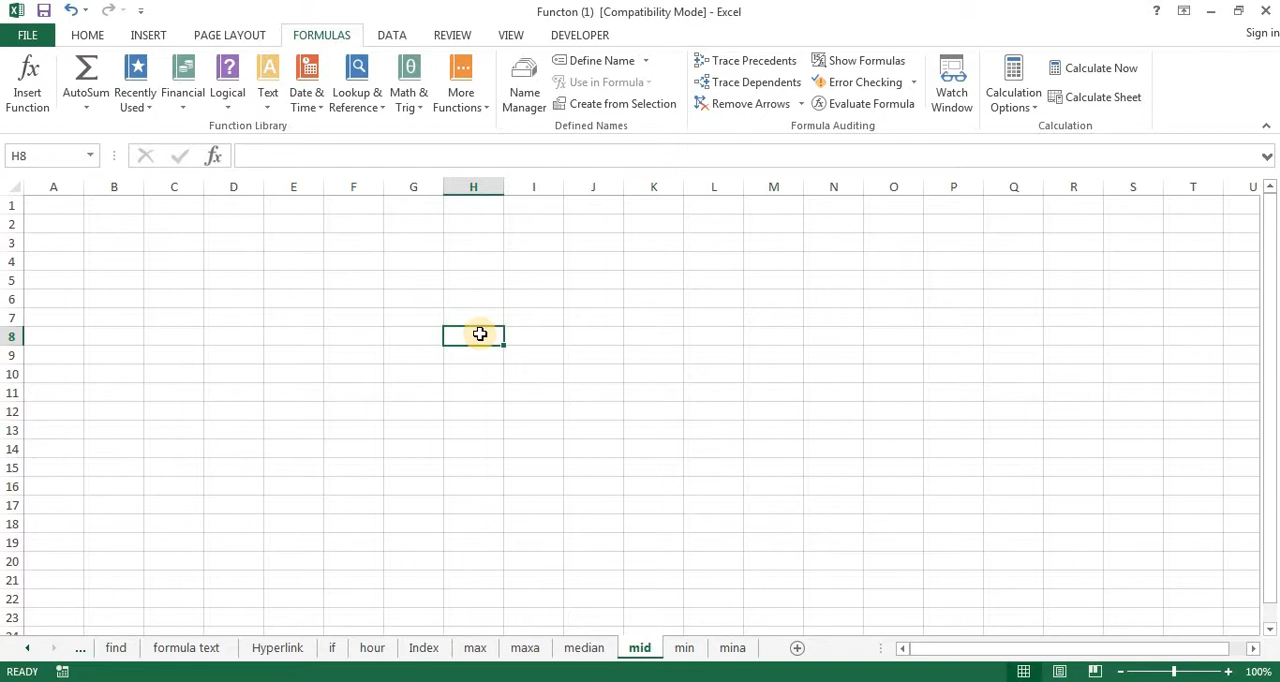 Functon (1) [Compatibility Mode] - Excel
?
FILE HOME INSERT PAGE LAYOUT FORMULAS DATA REVIEW VIEW DEVELOPER Sign in
fx Insert Function
Σ AutoSum
Recently Used
Financial
? Logical
A Text
Date & Time
Lookup & Reference
θ Math & Trig
More Functions
Function Library
Name Manager
Define Name
Use in Formula
Create from Selection
Defined Names
Trace Precedents
Trace Dependents
Remove Arrows
Show Formulas
Error Checking
fx Evaluate Formula
Formula Auditing
Watch Window
Calculation Options
Calculate Now
Calculate Sheet
Calculation
H8 fx
A B C D E F G H I J K L M N O P Q R S T U
1
2
3
4
5
6
7
8
9
10
11
12
13
14
15
16
17
18
19
20
21
22
23
... find formula text Hyperlink if hour Index max maxa median mid min mina
READY 100%